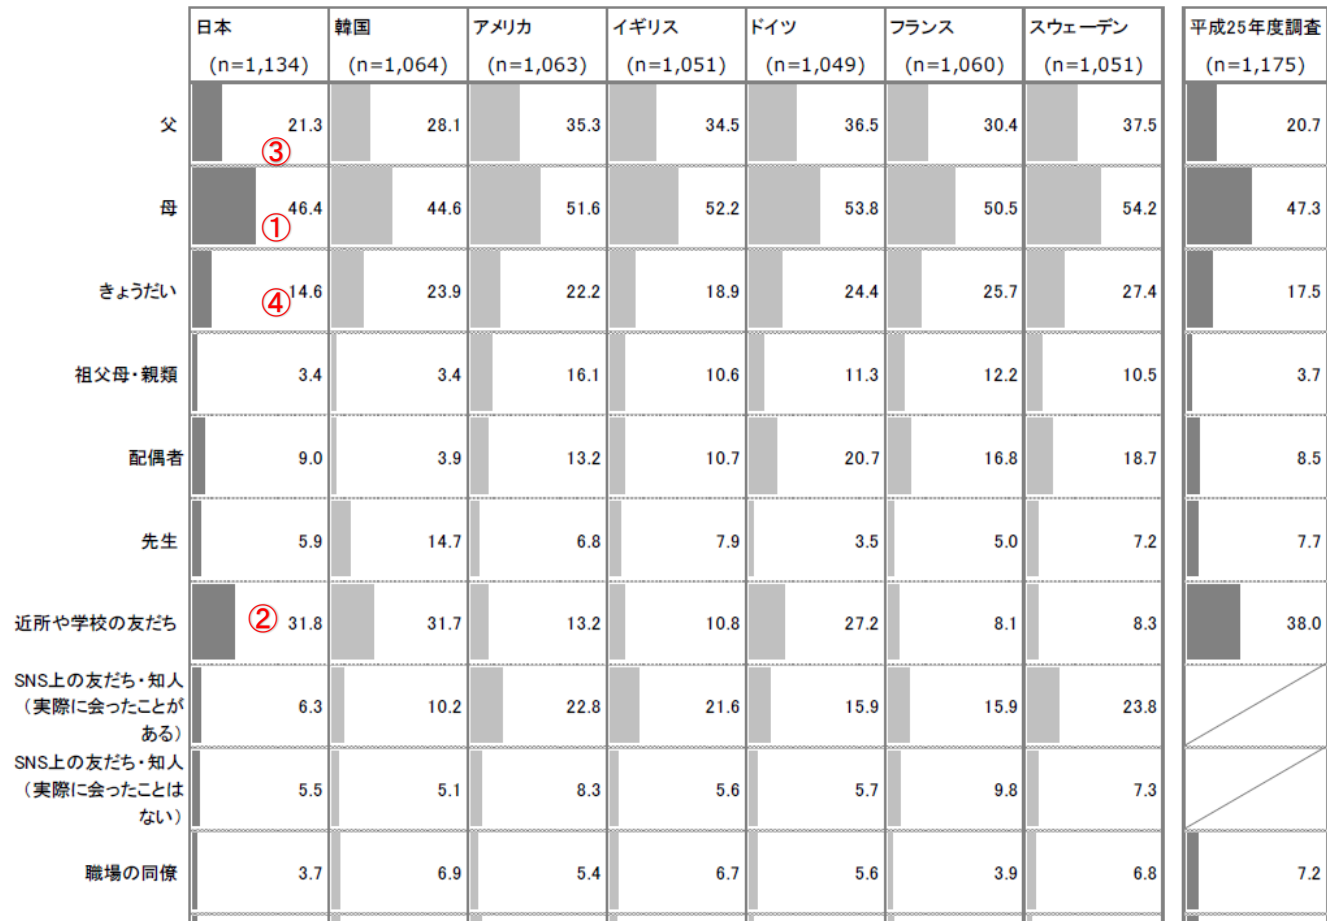 日本 韓国 アメリカ イギリス ドイツ フランス スウェーデン 平成25年度調査
(n=1,134) (n=1,064) (n=1,063) (n=1,051) (n=1,049) (n=1,060) (n=1,051) (n=1,175)
父 21.3 28.1 35.3 34.5 36.5 30.4 37.5 20.7
③
母 46.4 44.6 51.6 52.2 53.8 50.5 54.2 47.3
①
きょうだい ④ 14.6 23.9 22.2 18.9 24.4 25.7 27.4 17.5
祖父母・親類 3.4 3.4 16.1 10.6 11.3 12.2 10.5 3.7
配偶者 9.0 3.9 13.2 10.7 20.7 16.8 18.7 8.5
先生 5.9 14.7 6.8 7.9 3.5 5.0 7.2 7.7
近所や学校の友だち ② 31.8 31.7 13.2 10.8 27.2 8.1 8.3 38.0
SNS上の友だち・知人
（実際に会ったことが 6.3 10.2 22.8 21.6 15.9 15.9 23.8
ある）
SNS上の友だち・知人
（実際に会ったことは 5.5 5.1 8.3 5.6 5.7 9.8 7.3
ない）
職場の同僚 3.7 6.9 5.4 6.7 5.6 3.9 6.8 7.2